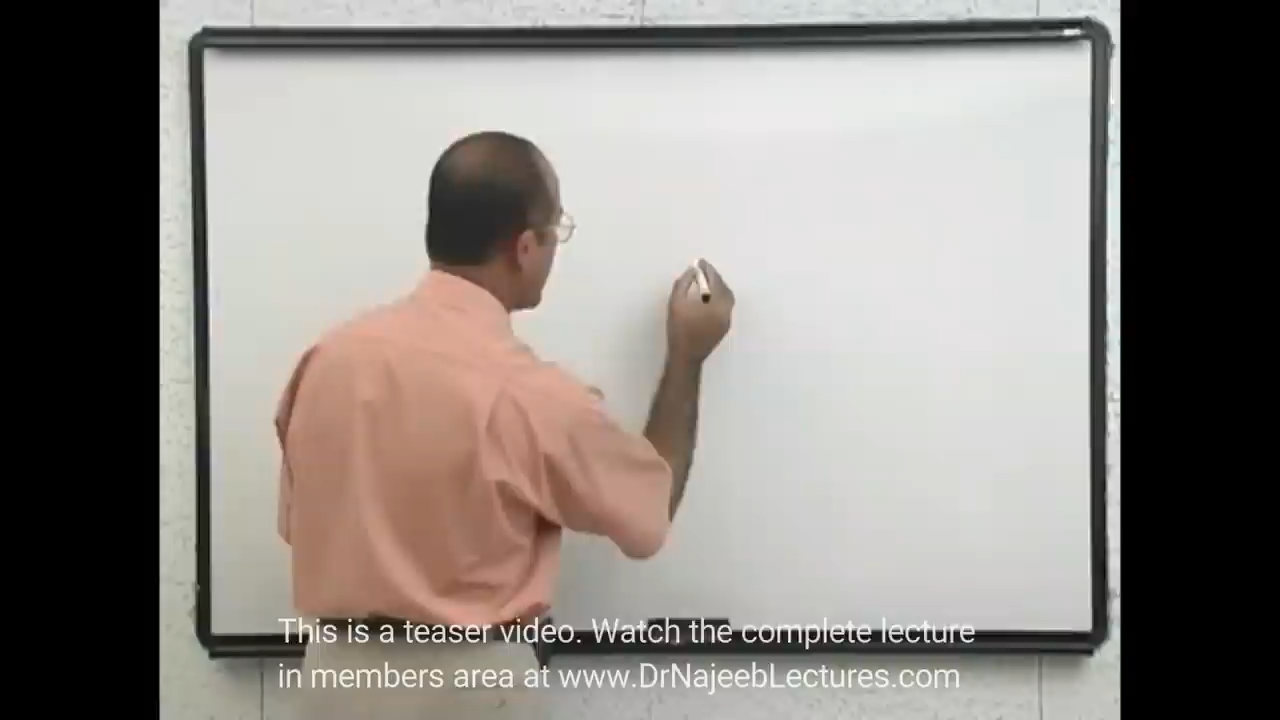 This is a teaser video. Watch the complete lecture
in members area at www.DrNajeebLectures.com